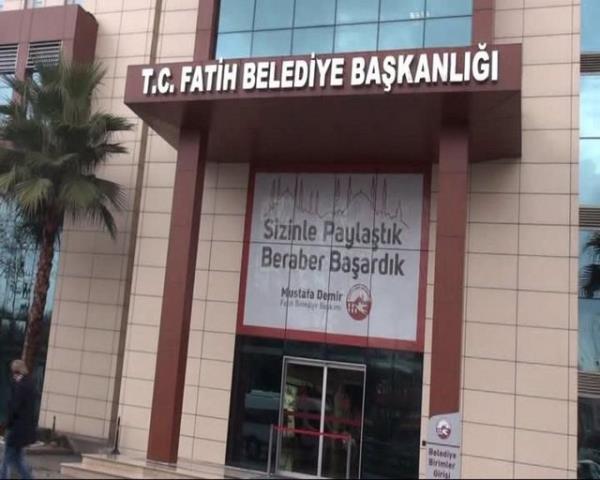 T.C. FATİH BELEDİYE BAŞKANLIĞI
Sizinle Paylaştık
Beraber Başardık
Mustafa Demir
Fatih Belediye Başkanı
Belediye
Birimler
Girişi